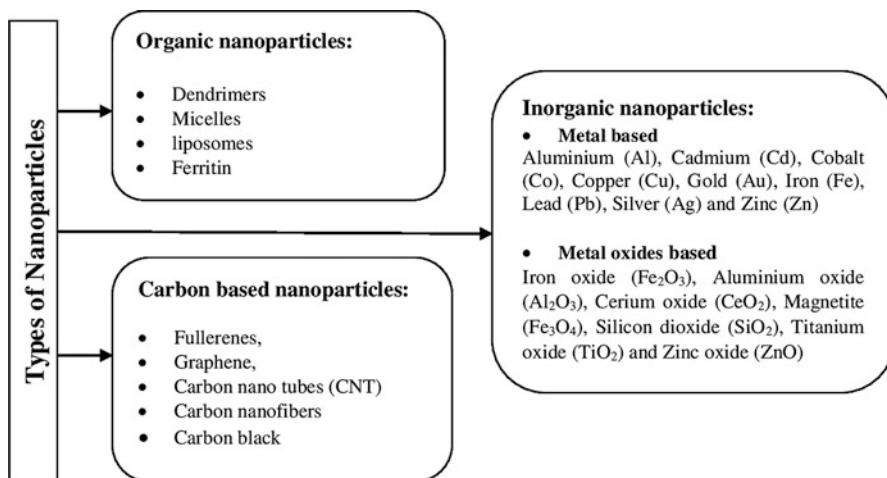 Types of Nanoparticles
Organic nanoparticles:
• Dendrimers
• Micelles
• liposomes
• Ferritin
Carbon based nanoparticles:
• Fullerenes,
• Graphene,
• Carbon nano tubes (CNT)
• Carbon nanofibers
• Carbon black
Inorganic nanoparticles:
• Metal based
Aluminium (Al), Cadmium (Cd), Cobalt
(Co), Copper (Cu), Gold (Au), Iron (Fe),
Lead (Pb), Silver (Ag) and Zinc (Zn)
• Metal oxides based
Iron oxide (Fe₂O₃), Aluminium oxide
(Al₂O₃), Cerium oxide (CeO₂), Magnetite
(Fe₃O₄), Silicon dioxide (SiO₂), Titanium
oxide (TiO₂) and Zinc oxide (ZnO)